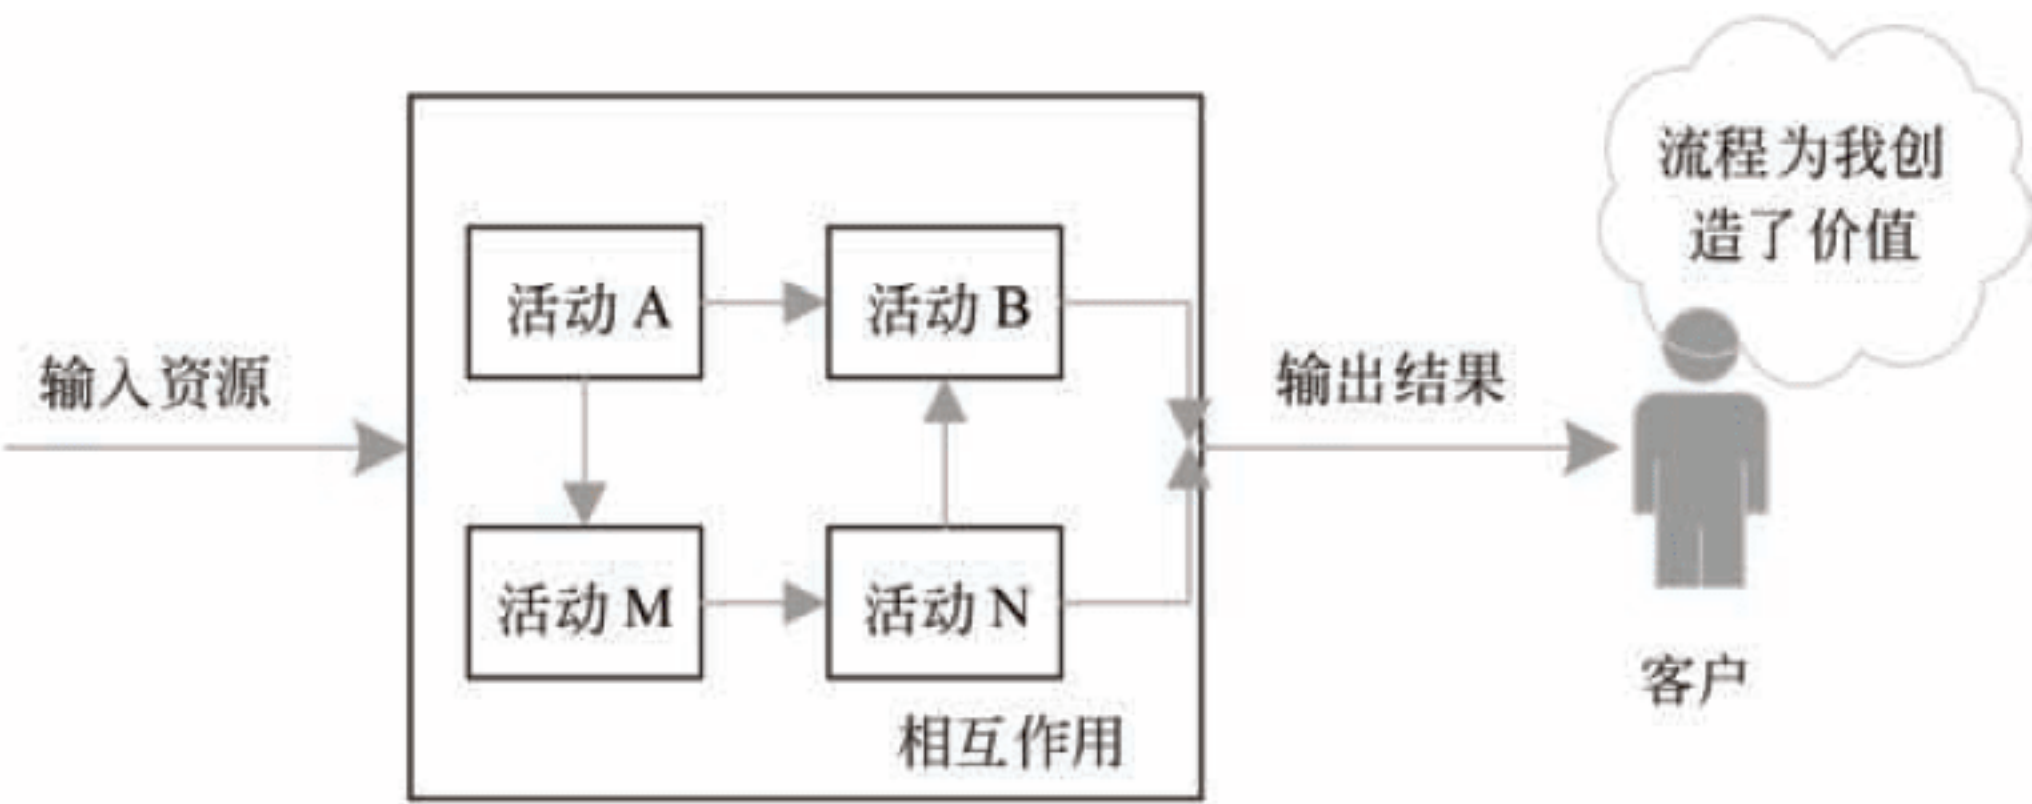 流程为我创
造了价值
活动 A
活动 B
输入资源
输出结果
活动 M
活动 N
客户
相互作用